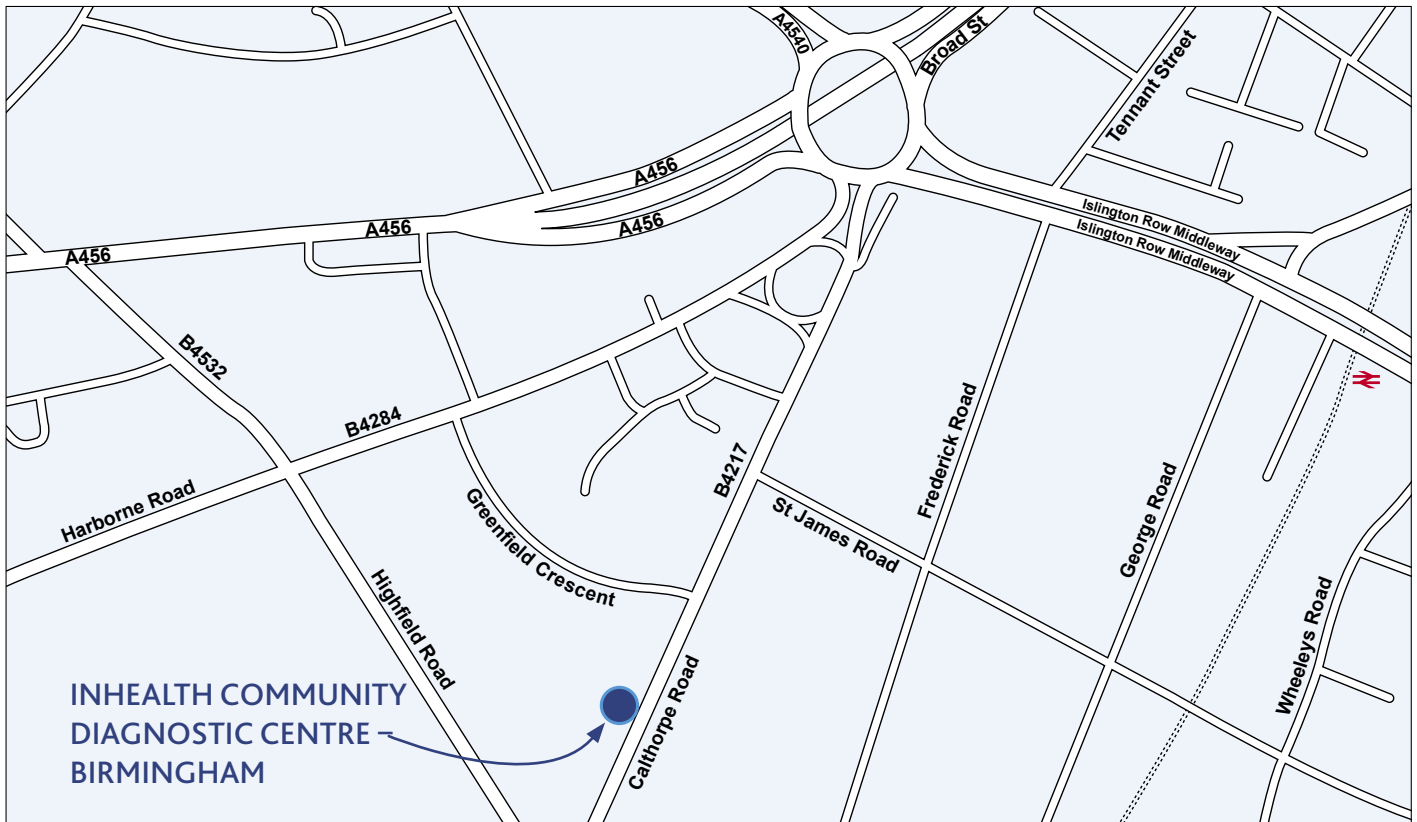 A4540
Broad St
Tennant Street
A456
A456
A456
A456
Islington Row Middleway
Islington Row Middleway
B4532
B4284
Harborne Road
Greenfield Crescent
B4217
St James Road
Frederick Road
George Road
Wheeleys Road
Highfield Road
Calthorpe Road
INHEALTH COMMUNITY
DIAGNOSTIC CENTRE –
BIRMINGHAM